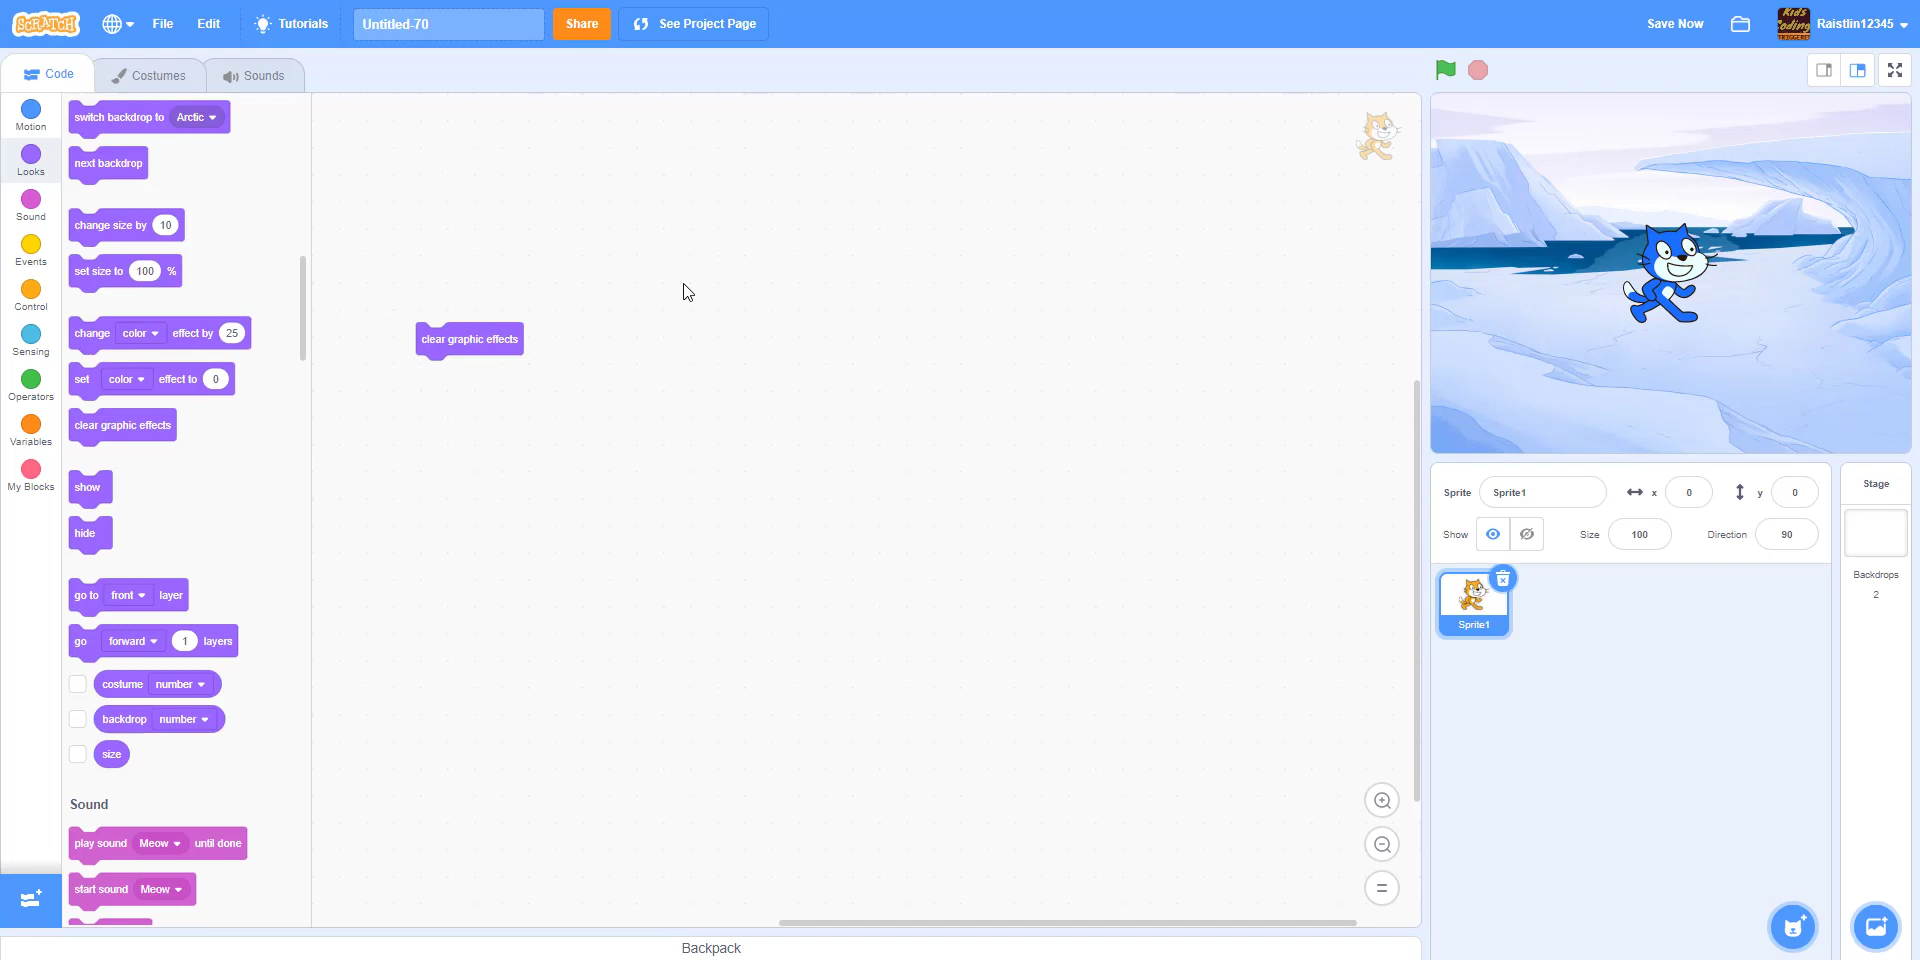 SCRATCH
File
Edit
Tutorials
Untitled-70
Share
See Project Page
Save Now
Kids
Coding
Raistlin12345
Code
Costumes
Sounds
Motion
Looks
Sound
Events
Control
Sensing
Operators
Variables
My Blocks
switch backdrop to Arctic
next backdrop
change size by 10
set size to 100 %
change color effect by 25
set color effect to 0
clear graphic effects
show
hide
go to front layer
go forward 1 layers
costume number
backdrop number
size
Sound
play sound Meow until done
start sound Meow
clear graphic effects
Backpack
Sprite Sprite1 x 0 y 0
Show Size 100 Direction 90
Sprite1
Stage
Backdrops
2